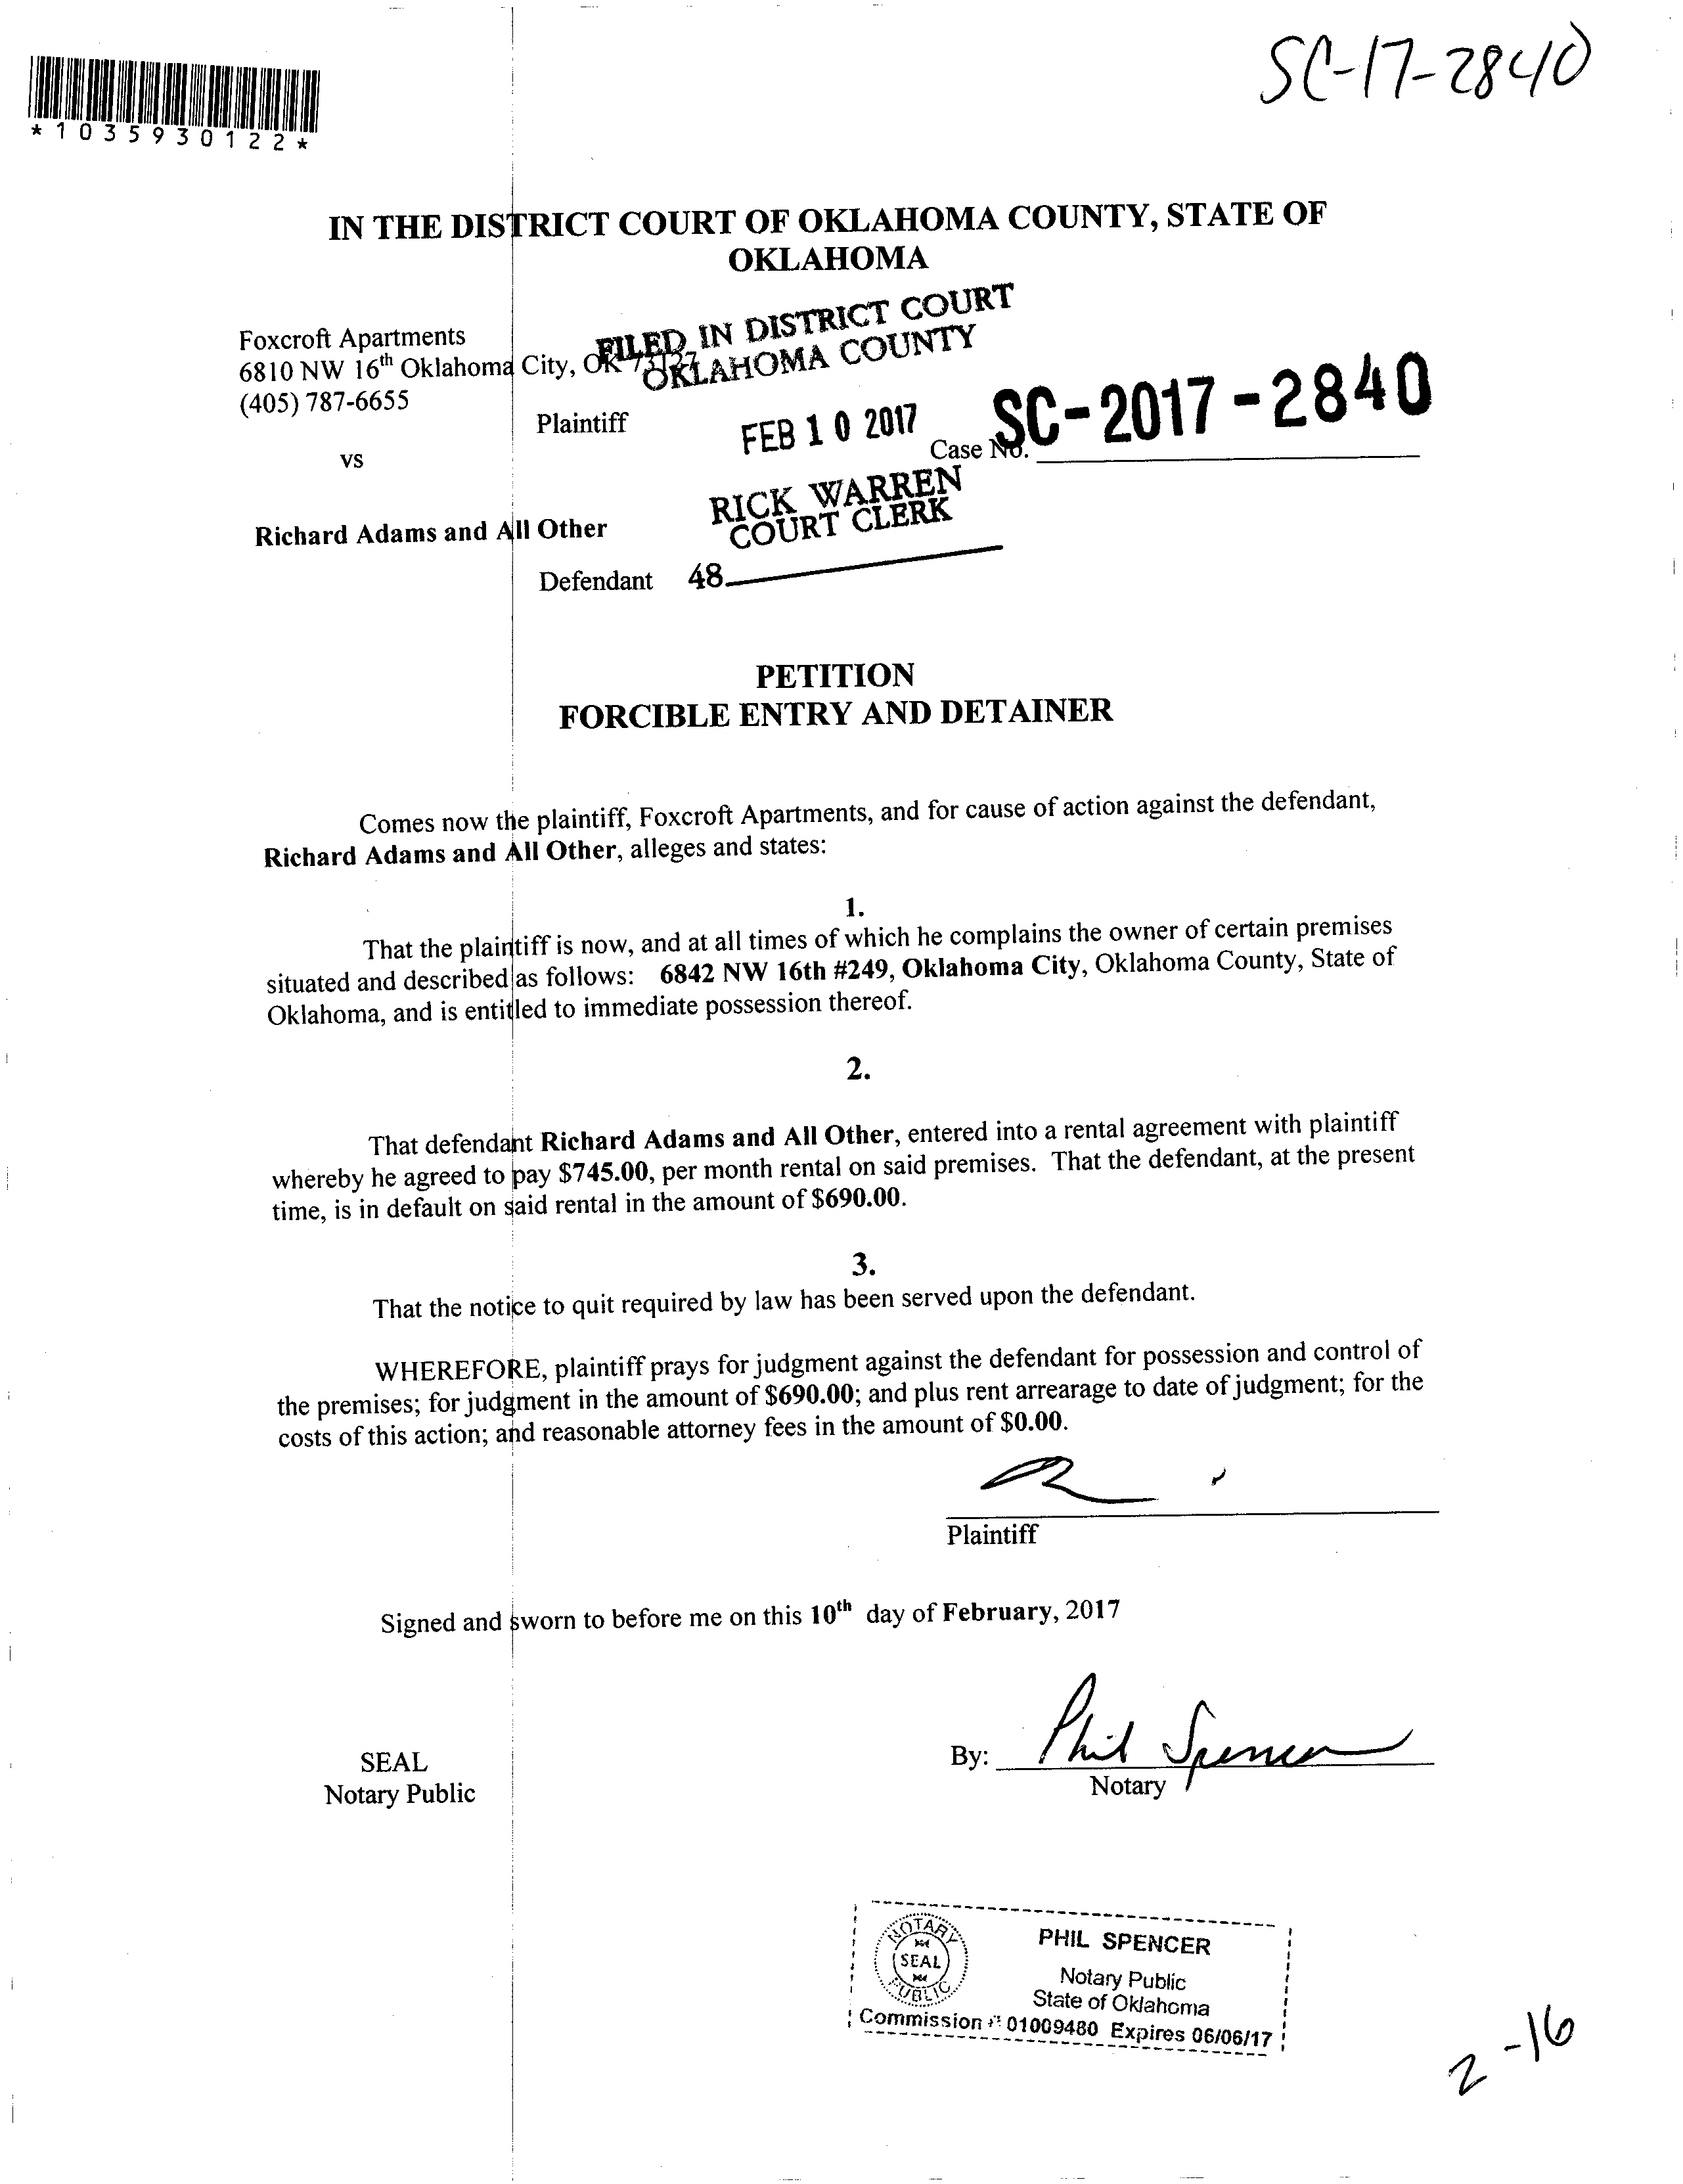 SC-17-2840
*1035930122*
IN THE DISTRICT COURT OF OKLAHOMA COUNTY, STATE OF
OKLAHOMA
FILED IN DISTRICT COURT
OKLAHOMA COUNTY
Foxcroft Apartments
6810 NW 16th Oklahoma City, OK 73127
(405) 787-6655
Plaintiff
FEB 10 2017
Case No. SC-2017-2840
vs
RICK WARREN
COURT CLERK
Richard Adams and All Other
Defendant
48
PETITION
FORCIBLE ENTRY AND DETAINER
Comes now the plaintiff, Foxcroft Apartments, and for cause of action against the defendant,
Richard Adams and All Other, alleges and states:
1.
That the plaintiff is now, and at all times of which he complains the owner of certain premises
situated and described as follows: 6842 NW 16th #249, Oklahoma City, Oklahoma County, State of
Oklahoma, and is entitled to immediate possession thereof.
2.
That defendant Richard Adams and All Other, entered into a rental agreement with plaintiff
whereby he agreed to pay $745.00, per month rental on said premises. That the defendant, at the present
time, is in default on said rental in the amount of $690.00.
3.
That the notice to quit required by law has been served upon the defendant.
WHEREFORE, plaintiff prays for judgment against the defendant for possession and control of
the premises; for judgment in the amount of $690.00; and plus rent arrearage to date of judgment; for the
costs of this action; and reasonable attorney fees in the amount of $0.00.
Plaintiff
Signed and sworn to before me on this 10th day of February, 2017
SEAL
Notary Public
By: Phil Spencer
Notary
NOTARY
SEAL
PUBLIC
PHIL SPENCER
Notary Public
State of Oklahoma
Commission # 01009480 Expires 06/06/17
2-16